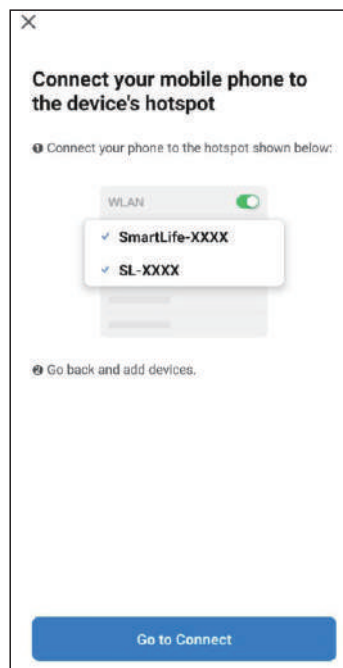 Connect your mobile phone to
the device's hotspot
❶ Connect your phone to the hotspot shown below:
WLAN
SmartLife-XXXX
SL-XXXX
❷ Go back and add devices.
Go to Connect